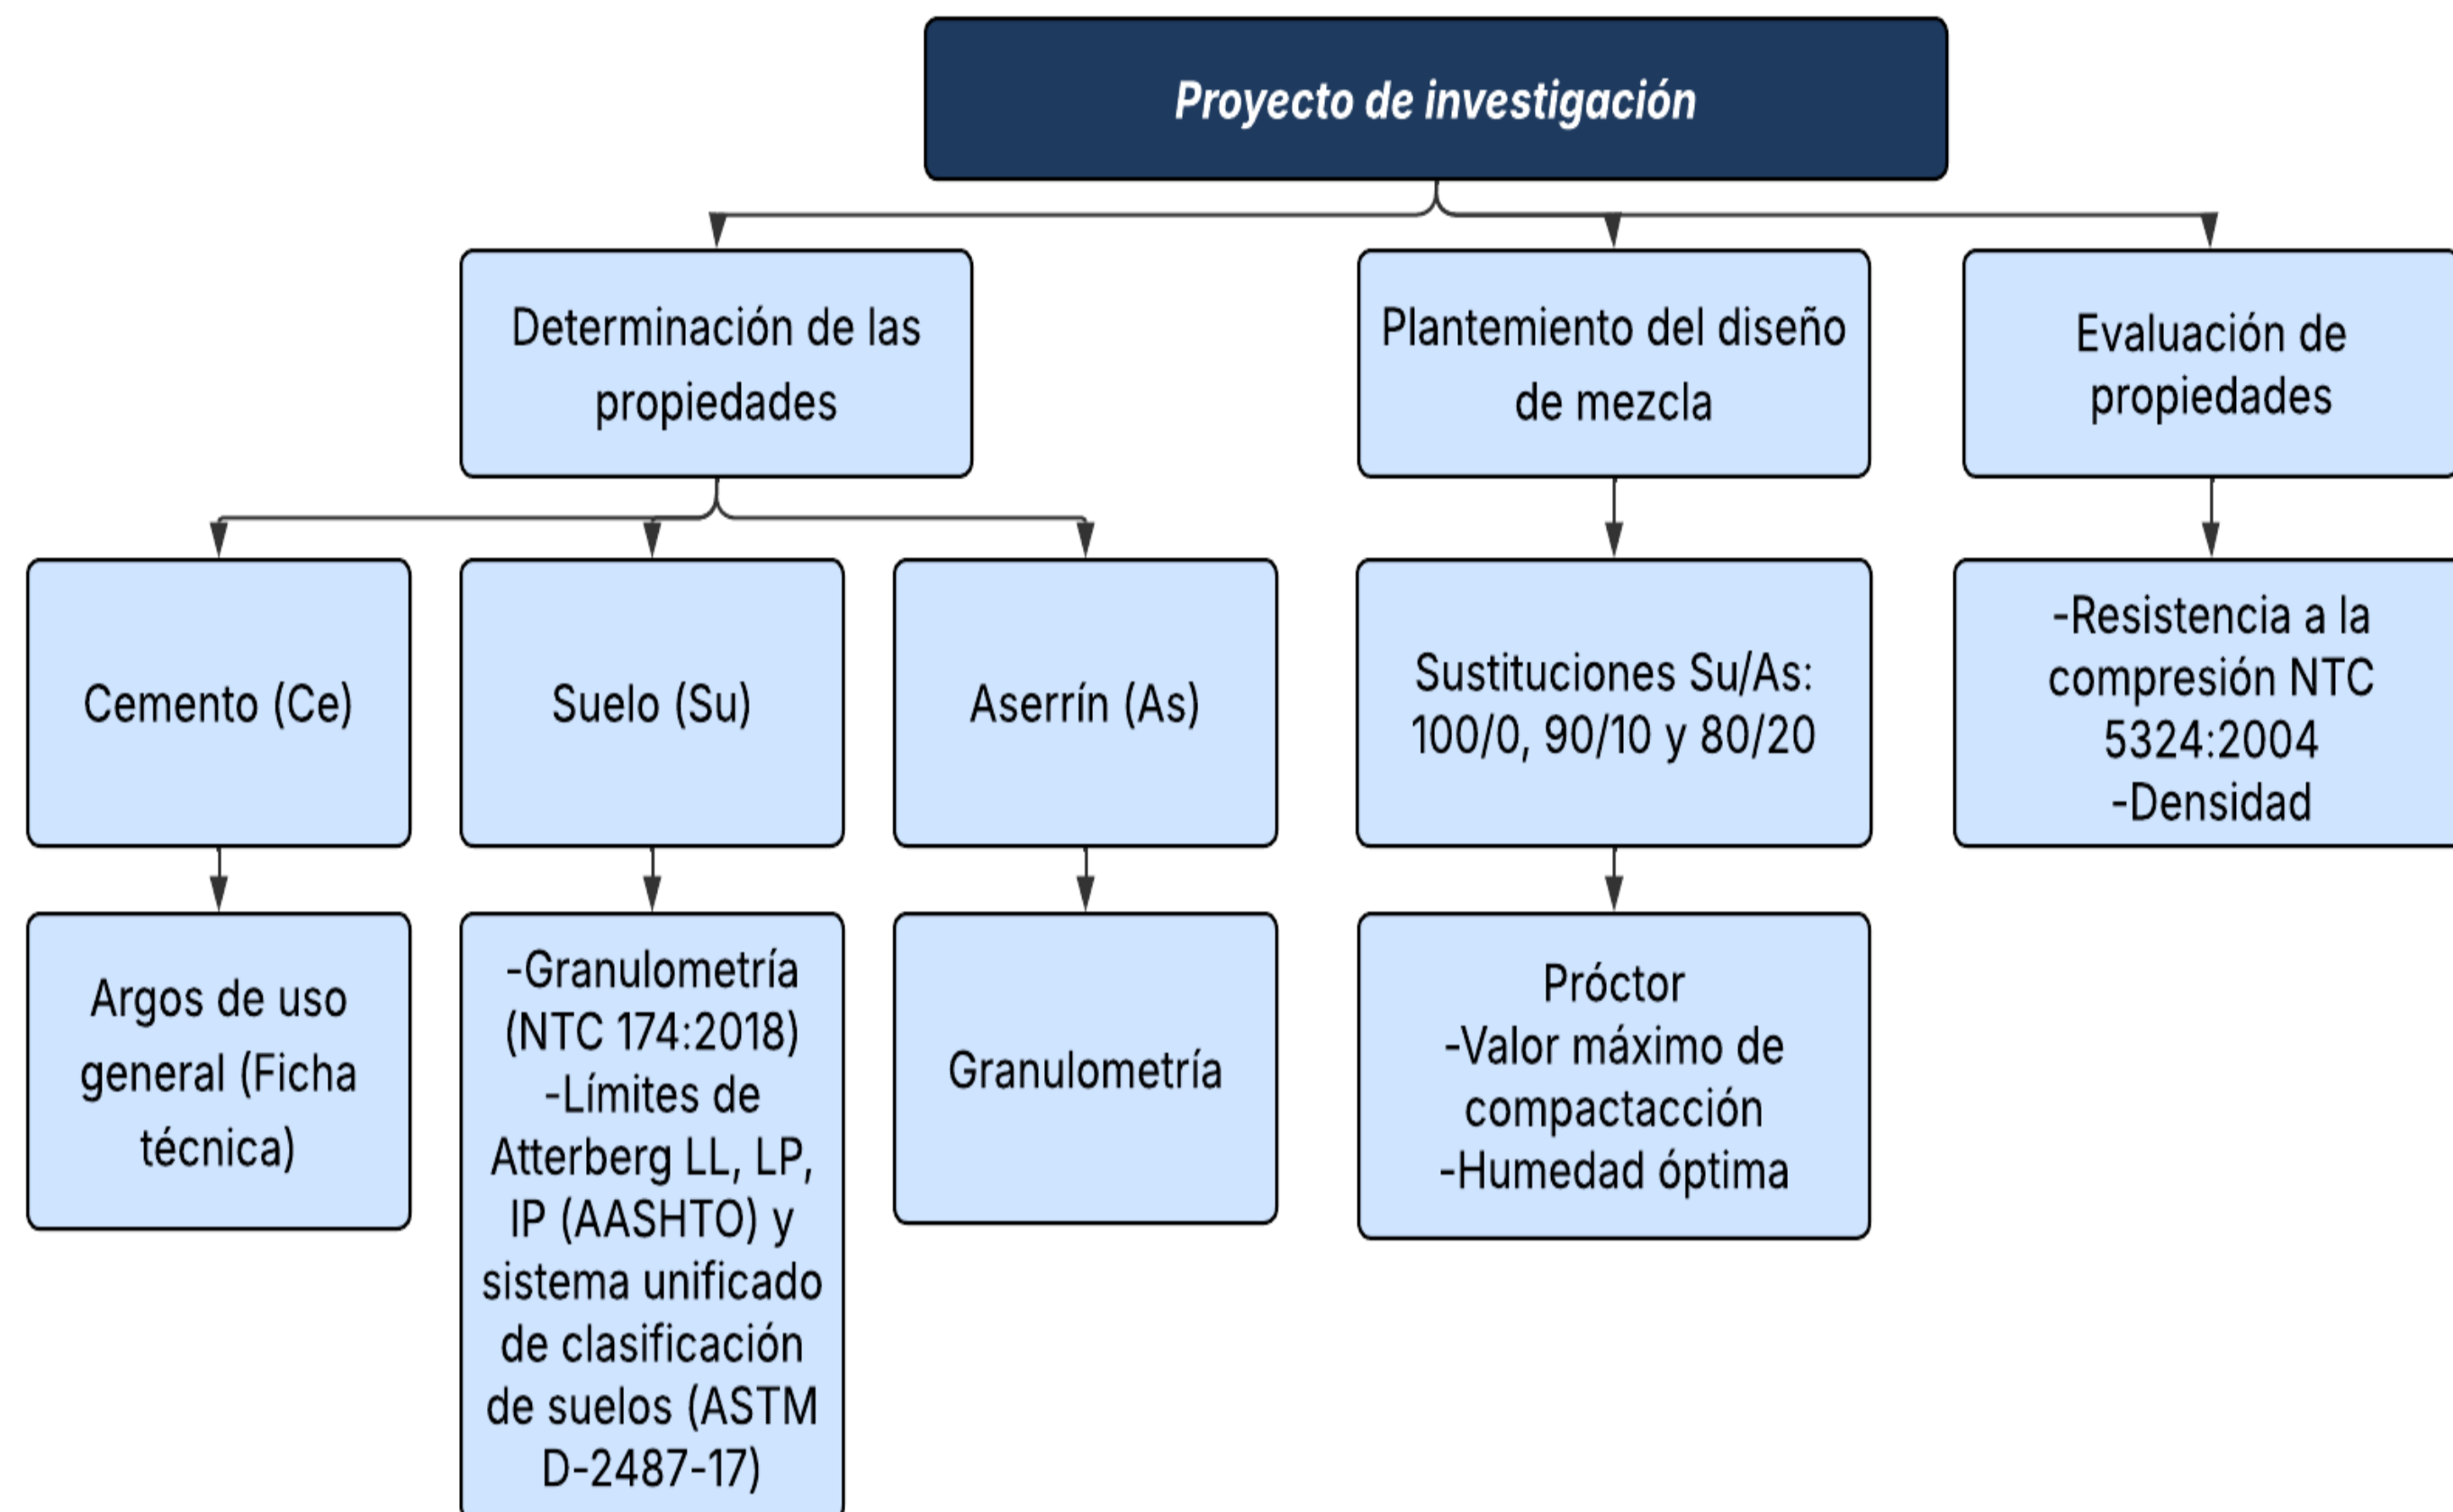 Proyecto de investigación
Determinación de las
propiedades
Plantemiento del diseño
de mezcla
Evaluación de
propiedades
Cemento (Ce)
Suelo (Su)
Aserrín (As)
Sustituciones Su/As:
100/0, 90/10 y 80/20
-Resistencia a la
compresión NTC
5324:2004
-Densidad
Argos de uso
general (Ficha
técnica)
-Granulometría
(NTC 174:2018)
-Límites de
Atterberg LL, LP,
IP (AASHTO) y
sistema unificado
de clasificación
de suelos (ASTM
D-2487-17)
Granulometría
Próctor
-Valor máximo de
compactacción
-Humedad óptima